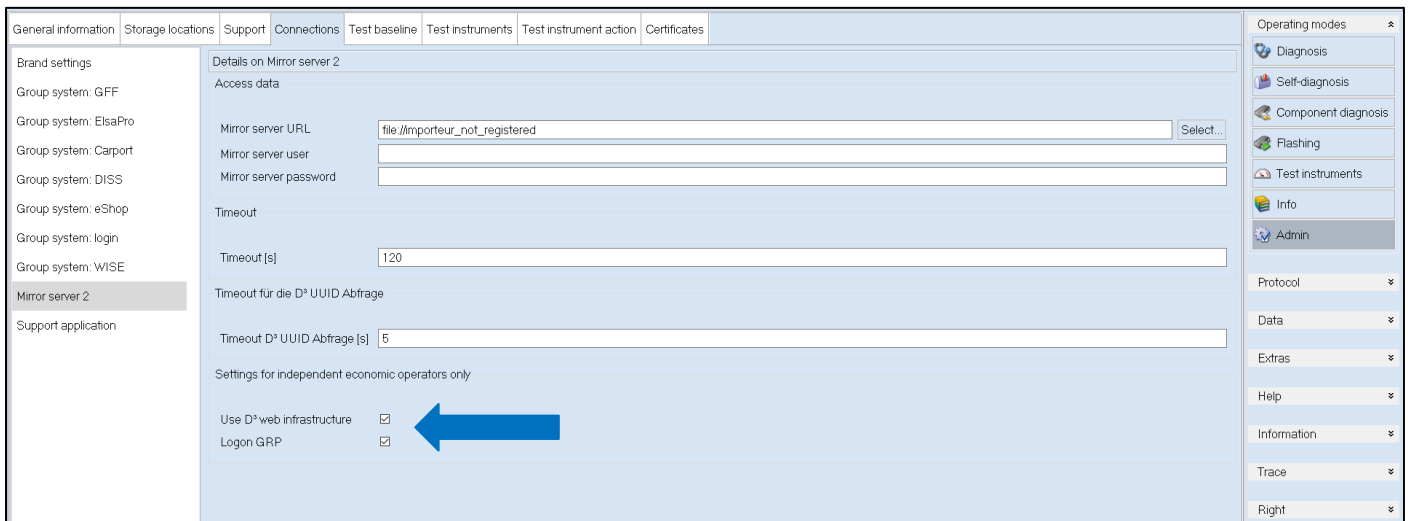 General information Storage locations Support Connections Test baseline Test instruments Test instrument action Certificates
Brand settings
Group system: GFF
Group system: ElsaPro
Group system: Carport
Group system: DISS
Group system: eShop
Group system: login
Group system: WISE
Mirror server 2
Support application
Details on Mirror server 2
Access data
Mirror server URL file://importeur_not_registered Select...
Mirror server user
Mirror server password
Timeout
Timeout [s] 120
Timeout für die D³ UUID Abfrage
Timeout D³ UUID Abfrage [s] 5
Settings for independent economic operators only
Use D³ web infrastructure
Logon GRP
Operating modes
Diagnosis
Self-diagnosis
Component diagnosis
Flashing
Test instruments
Info
Admin
Protocol
Data
Extras
Help
Information
Trace
Right